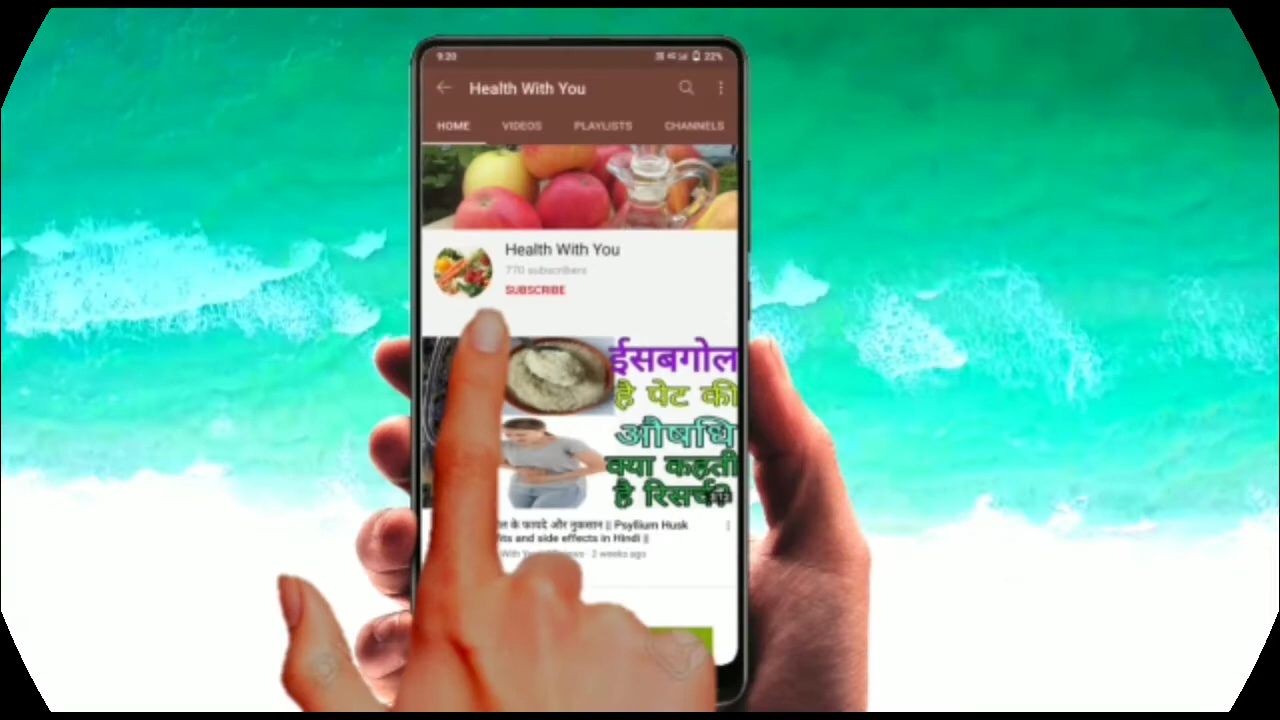 9:20
22%
Health With You
HOME VIDEOS PLAYLISTS CHANNELS
Health With You
770 subscribers
SUBSCRIBE
ईसबगोल
है पेट की
औषधि
क्या कहती
है रिसर्च
के फायदे और नुकसान || Psyllium Husk
and side effects in Hindi ||
With 2 weeks ago